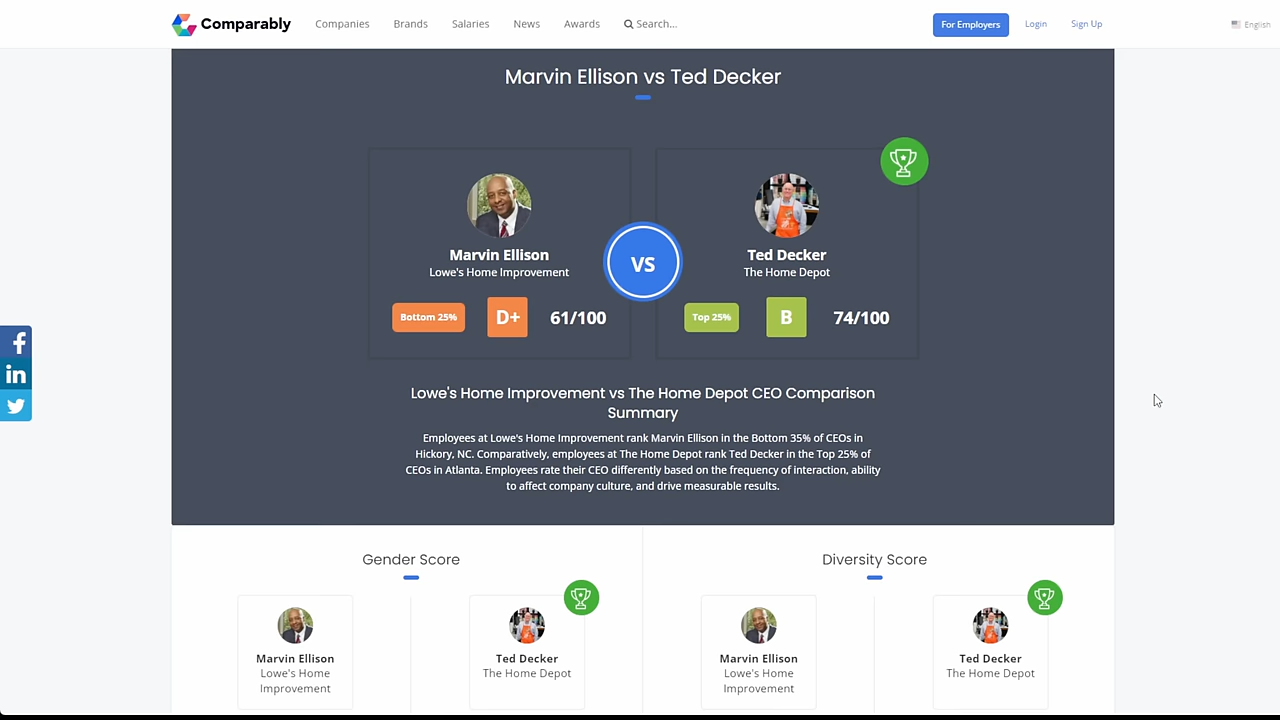 Comparably
Companies
Brands
Salaries
News
Awards
Search...
For Employers
Login
Sign Up
English
Marvin Ellison vs Ted Decker
Marvin Ellison
Lowe's Home Improvement
Bottom 25%
D+
61/100
VS
Ted Decker
The Home Depot
Top 25%
B
74/100
Lowe's Home Improvement vs The Home Depot CEO Comparison
Summary
Employees at Lowe's Home Improvement rank Marvin Ellison in the Bottom 35% of CEOs in
Hickory, NC. Comparatively, employees at The Home Depot rank Ted Decker in the Top 25% of
CEOs in Atlanta. Employees rate their CEO differently based on the frequency of interaction, ability
to affect company culture, and drive measurable results.
Gender Score
Marvin Ellison
Lowe's Home
Improvement
Ted Decker
The Home Depot
Diversity Score
Marvin Ellison
Lowe's Home
Improvement
Ted Decker
The Home Depot